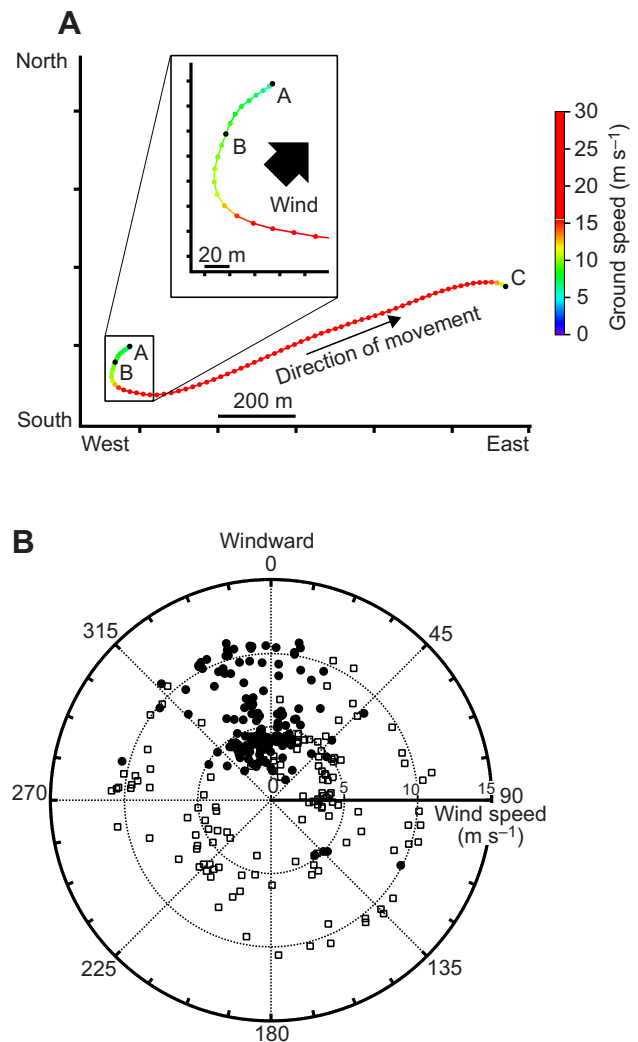 A
North
A
B
Wind
20 m
A
B
C
Direction of movement
200 m
South
West
East
30
25
20
15
10
5
0
Ground speed (m s–1)
B
Windward
0
315
45
270
0
5
10
15
90
Wind speed
(m s–1)
225
135
180